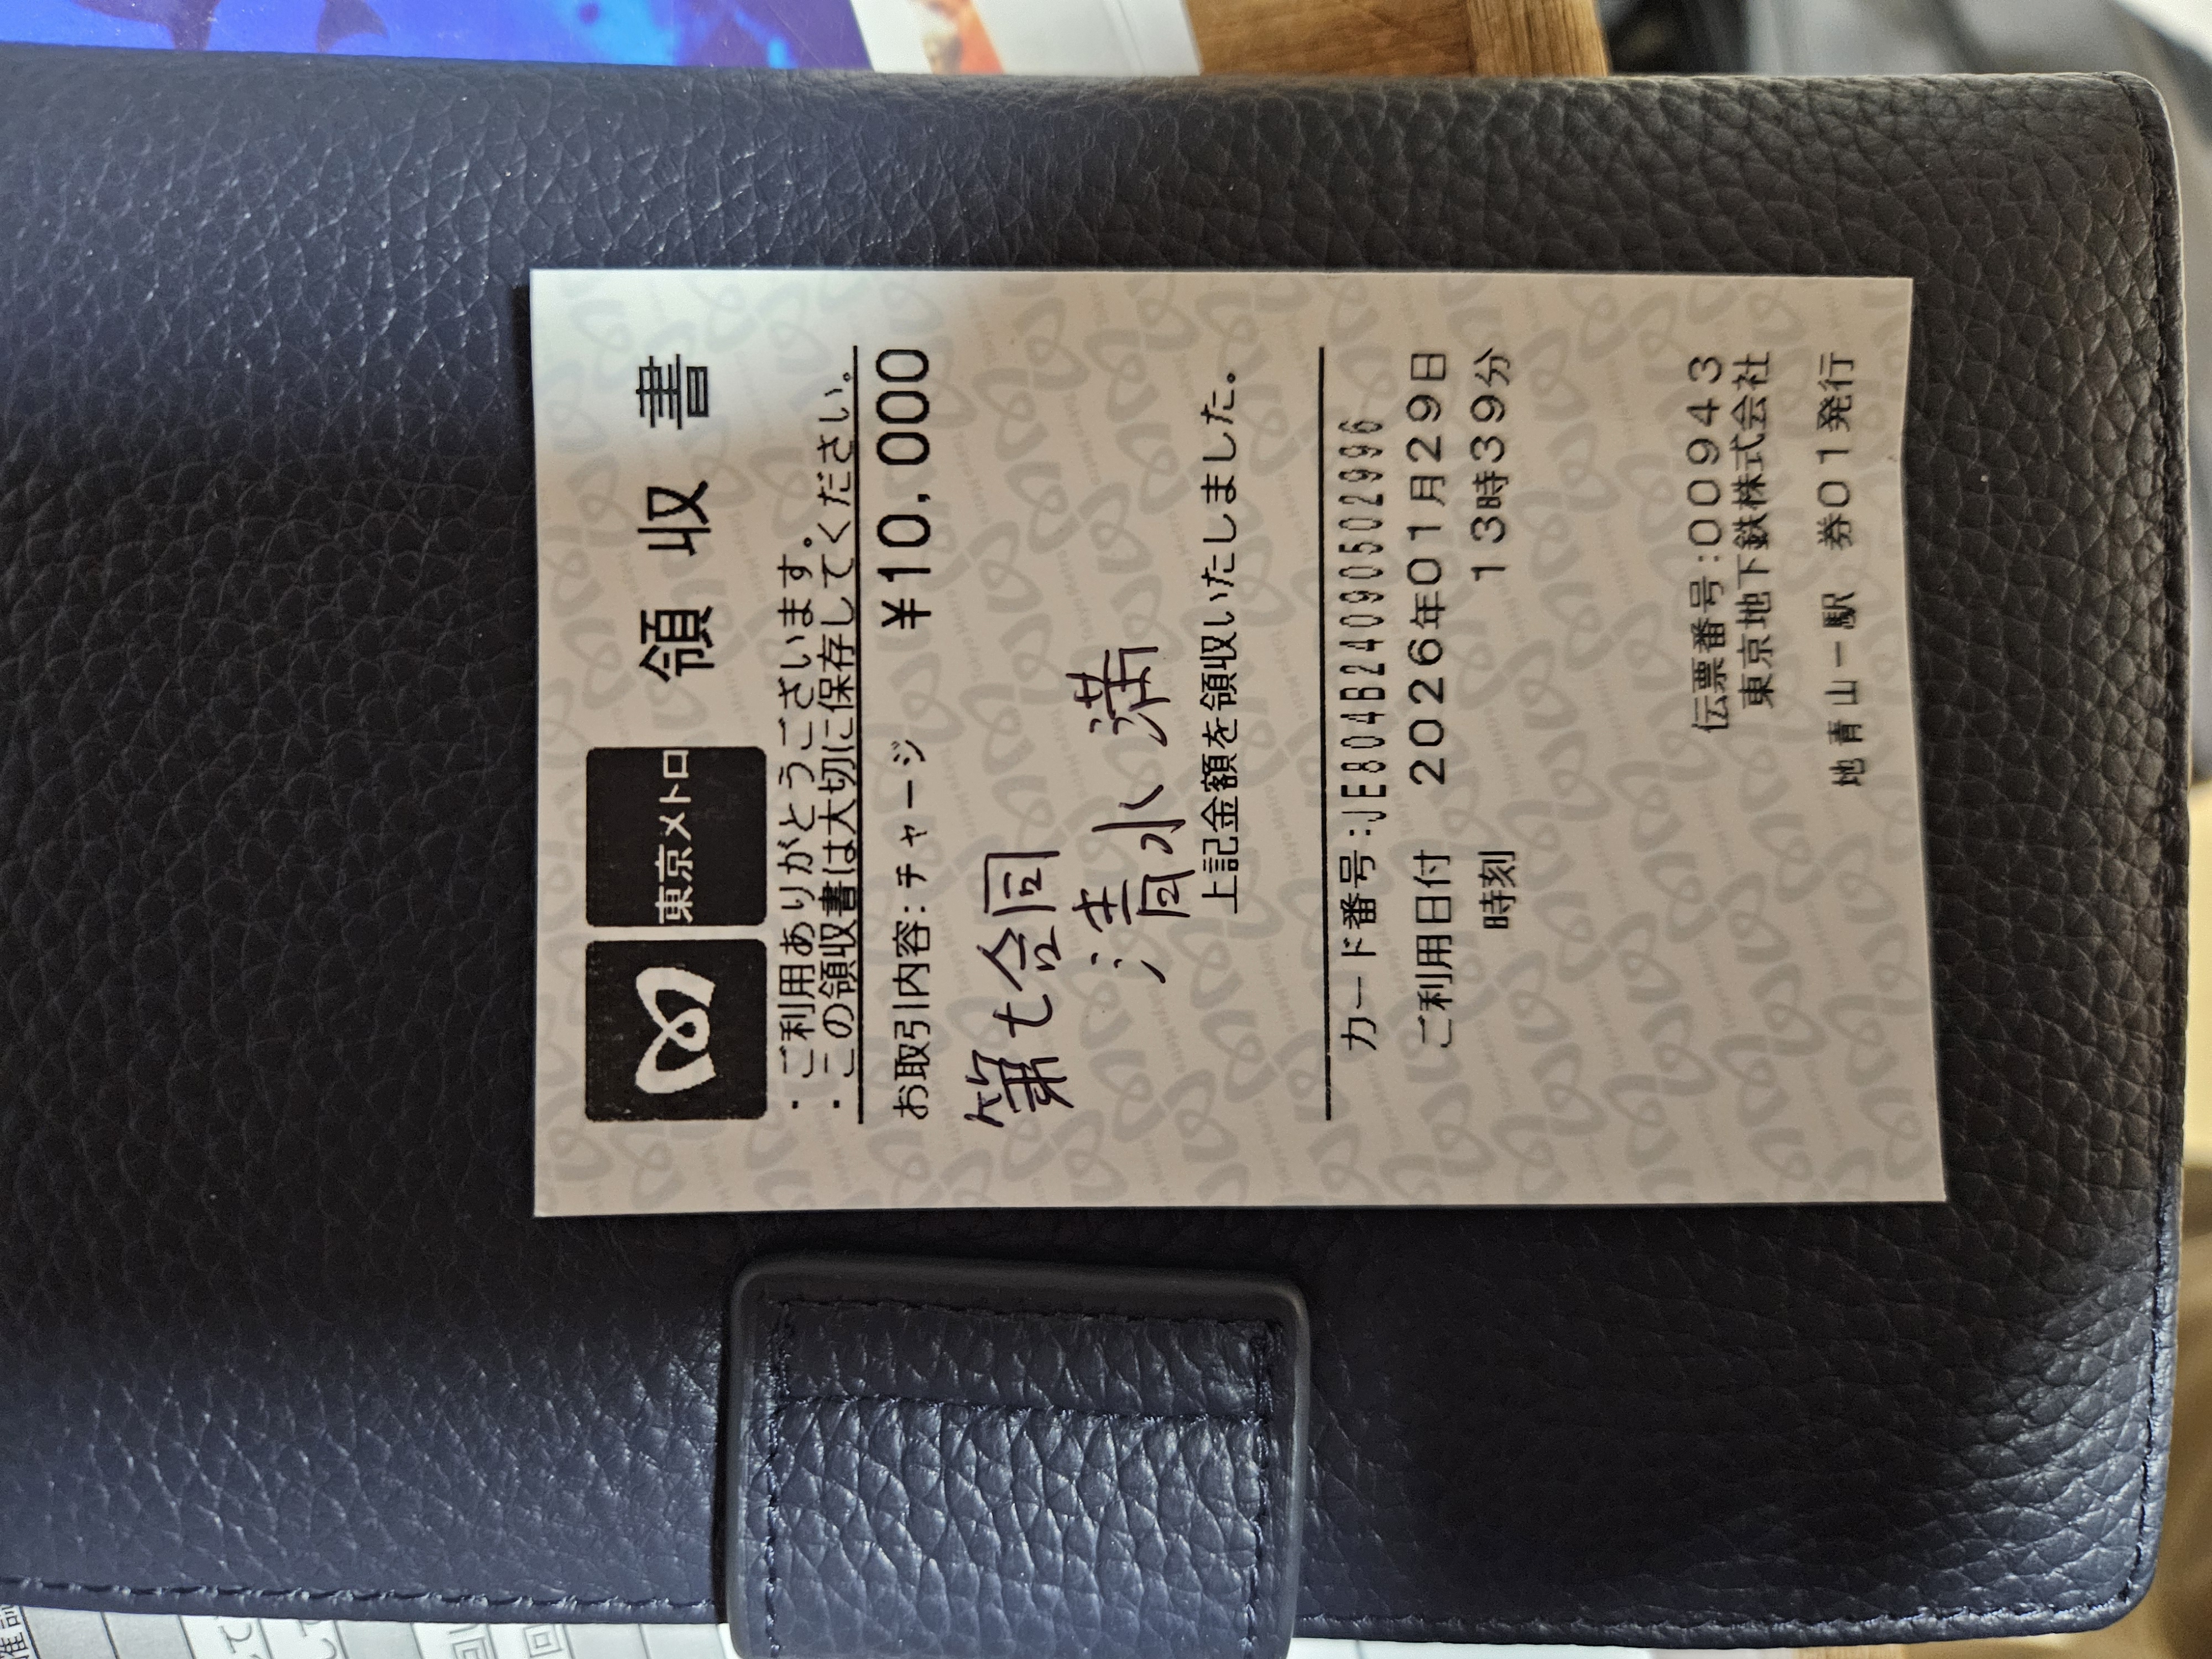 東京メトロ 領収書
・ご利用ありがとうございます。
・この領収書は大切に保存してください。
お取引内容:チャージ ¥10,000
第七合同
清水 満
上記金額を領収いたしました。
カード番号:JE804B24090502996
ご利用日付 2026年01月29日
時刻 13時39分
伝票番号:00943
東京地下鉄株式会社
地青山一駅 券01発行